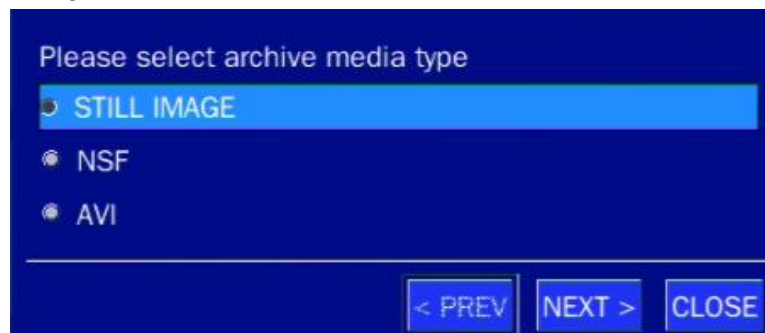 Please select archive media type
STILL IMAGE
NSF
AVI
< PREV NEXT > CLOSE